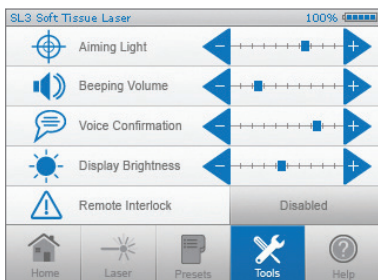 SL3 Soft Tissue Laser 100%
Aiming Light
Beeping Volume
Voice Confirmation
Display Brightness
Remote Interlock Disabled
Home Laser Presets Tools Help